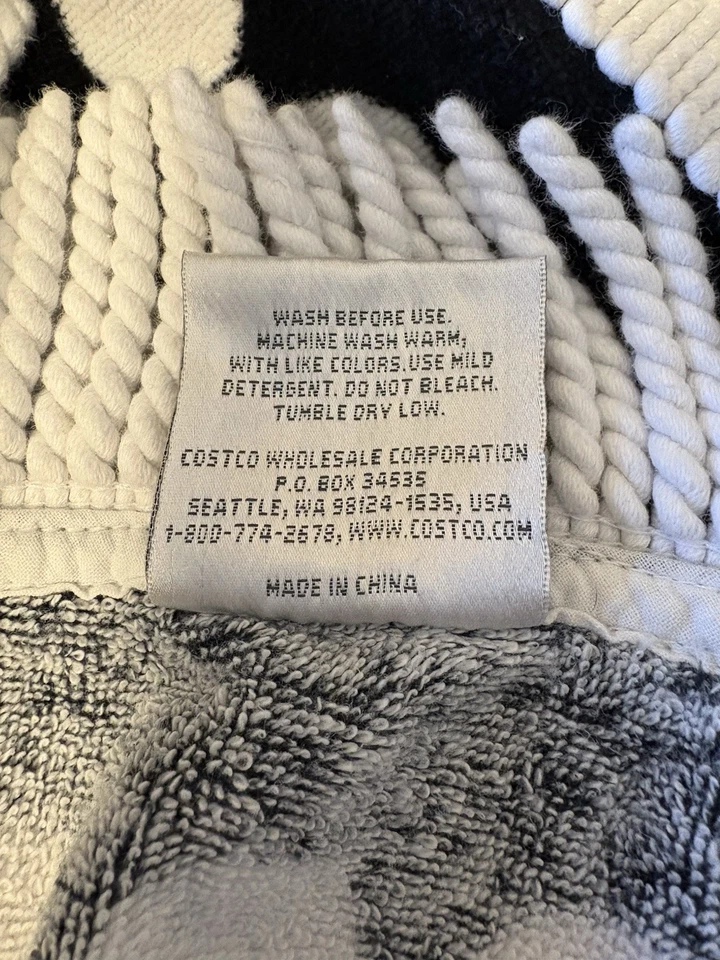 WASH BEFORE USE.
MACHINE WASH WARM,
WITH LIKE COLORS.USE MILD
DETERGENT. DO NOT BLEACH.
TUMBLE DRY LOW.
COSTCO WHOLESALE CORPORATION
P.O. BOX 34535
SEATTLE, WA 98124-1535, USA
1-800-774-2678, WWW.COSTCO.COM
MADE IN CHINA